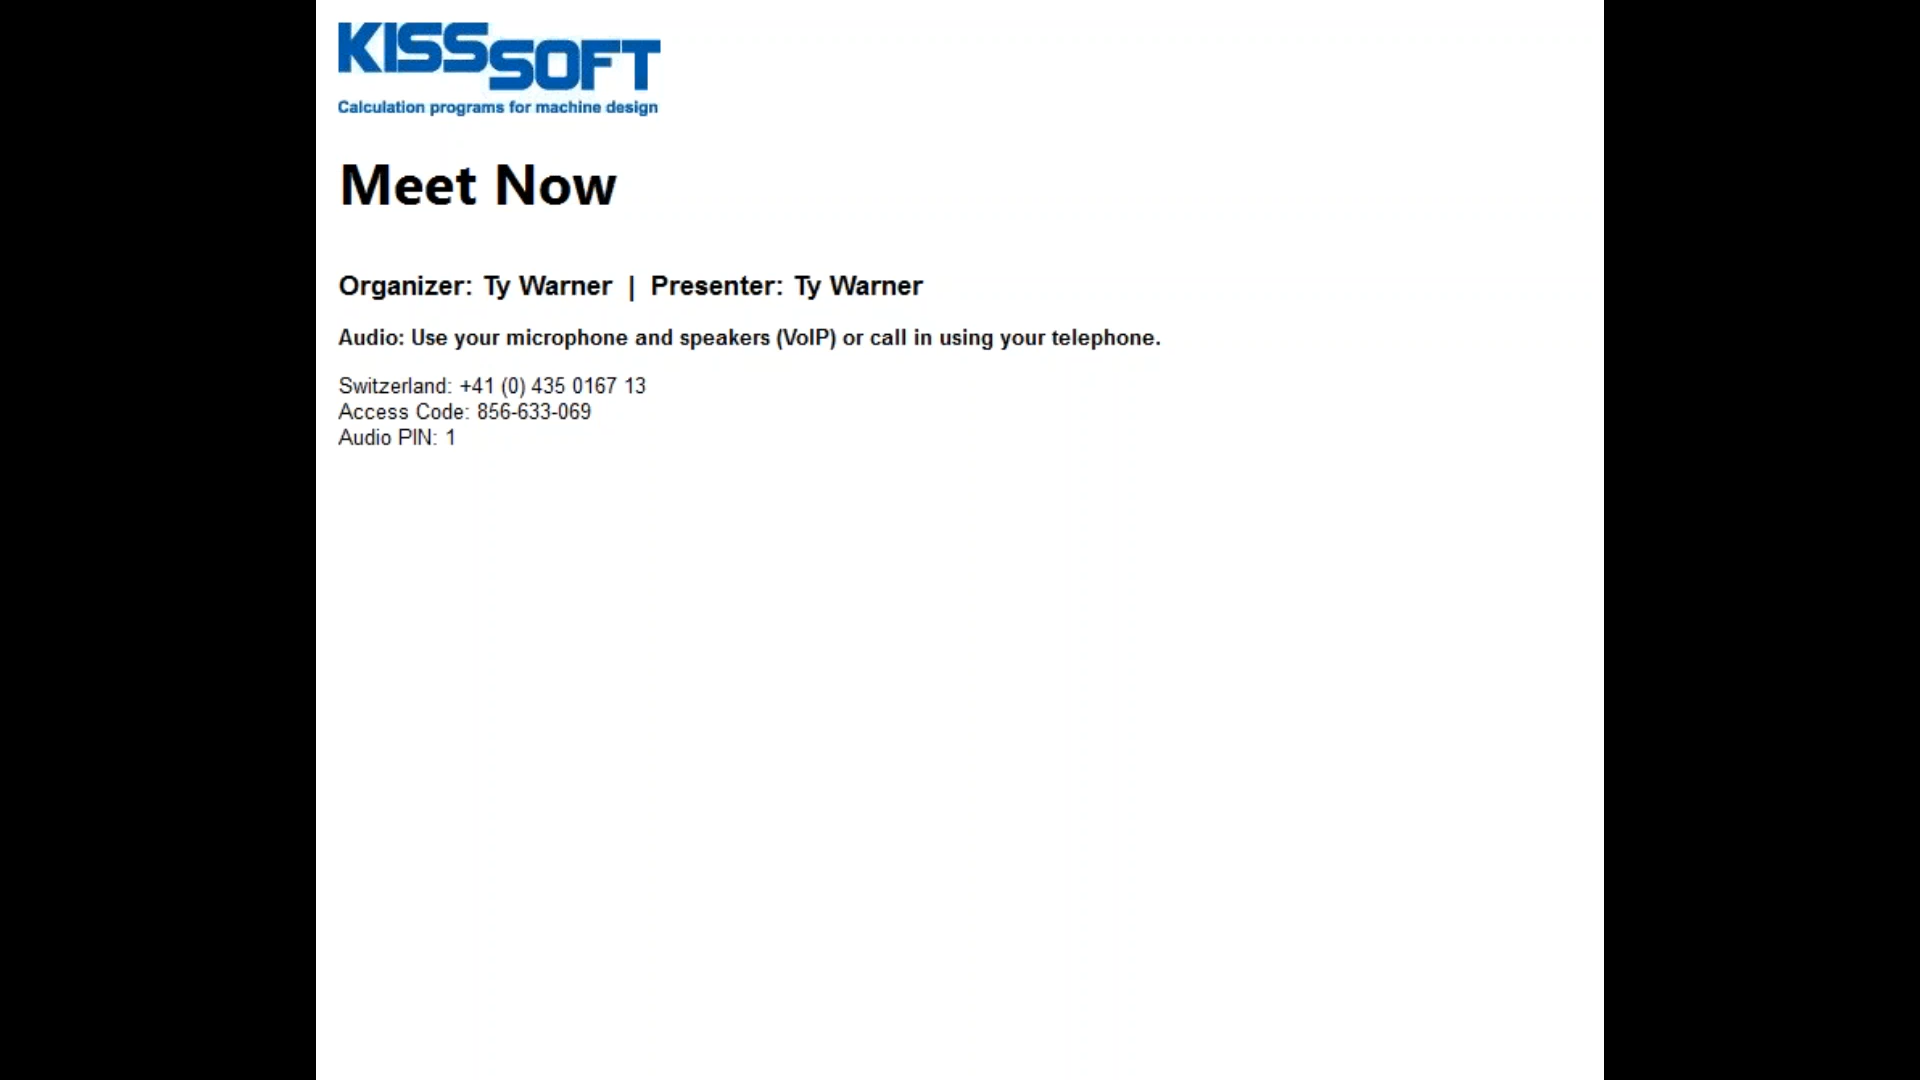 KISSSOFT
Calculation programs for machine design
Meet Now
Organizer: Ty Warner | Presenter: Ty Warner
Audio: Use your microphone and speakers (VoIP) or call in using your telephone.
Switzerland: +41 (0) 435 0167 13
Access Code: 856-633-069
Audio PIN: 1